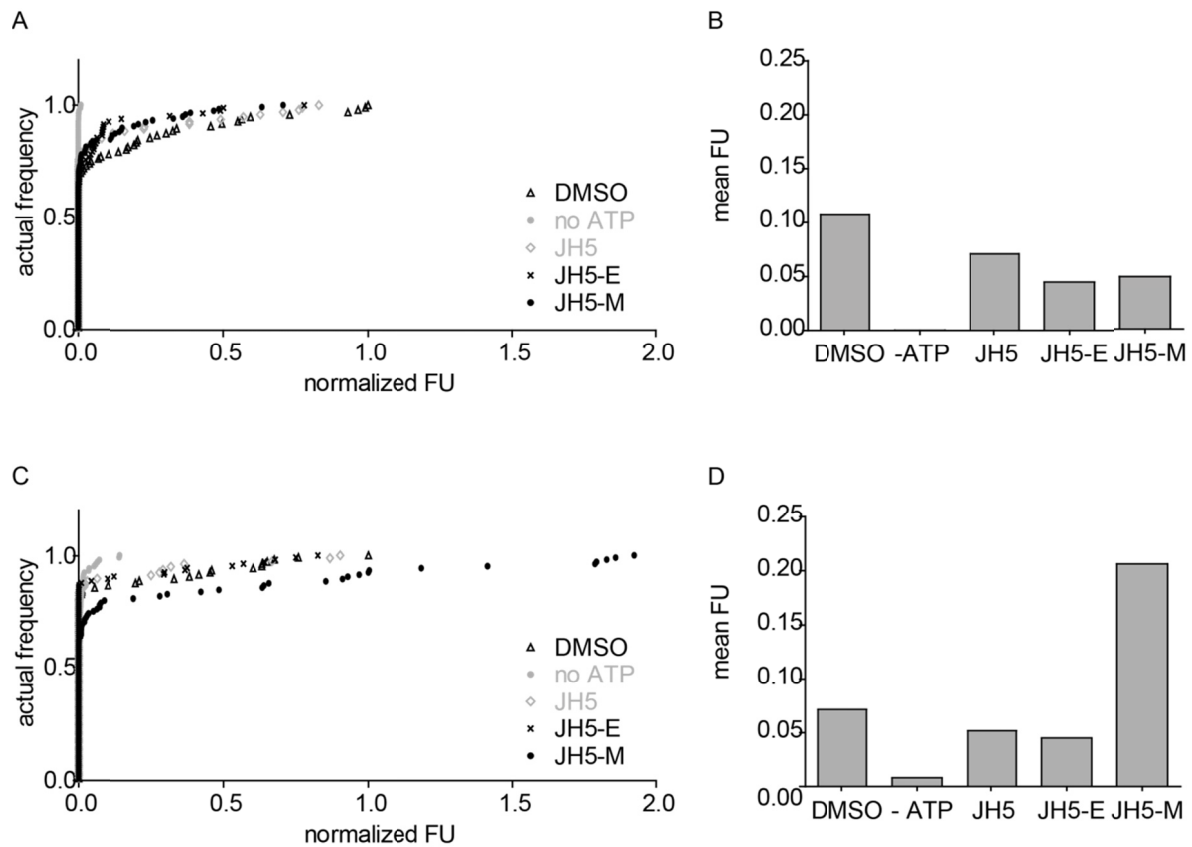 A
actual frequency
1.0
0.5
0.0
0.0 0.5 1.0 1.5 2.0
normalized FU
DMSO
no ATP
JH5
JH5-E
JH5-M
B
mean FU
0.25
0.20
0.15
0.10
0.05
0.00
DMSO -ATP JH5 JH5-E JH5-M
C
actual frequency
1.0
0.5
0.0
0.0 0.5 1.0 1.5 2.0
normalized FU
DMSO
no ATP
JH5
JH5-E
JH5-M
D
mean FU
0.25
0.20
0.15
0.10
0.05
0.00
DMSO - ATP JH5 JH5-E JH5-M